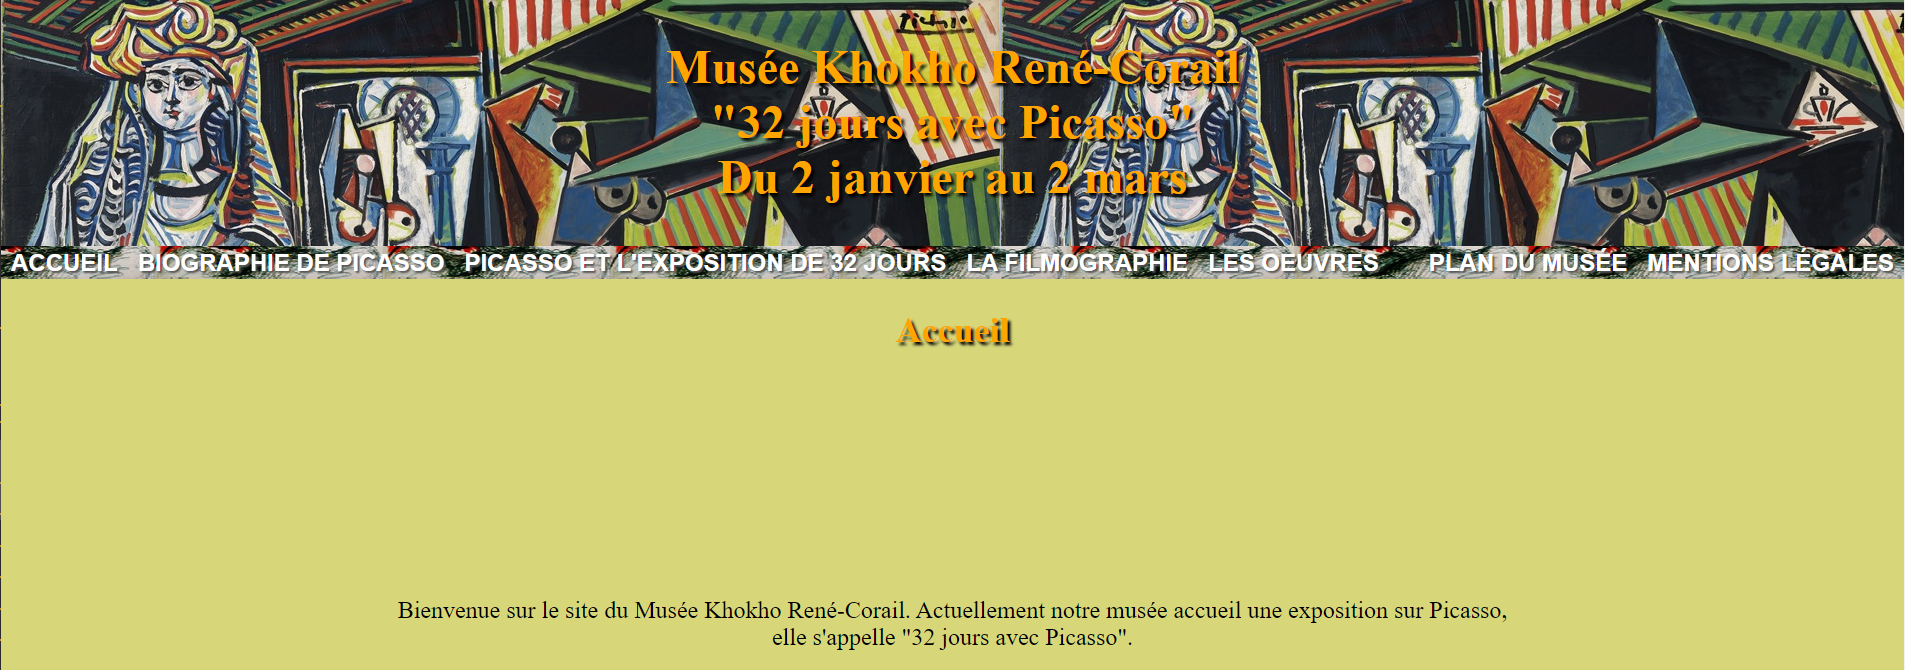 Musée Khokho René-Corail
"32 jours avec Picasso"
Du 2 janvier au 2 mars
ACCUEIL BIOGRAPHIE DE PICASSO PICASSO ET L'EXPOSITION DE 32 JOURS LA FILMOGRAPHIE LES OEUVRES PLAN DU MUSÉE MENTIONS LÉGALES
Accueil
Bienvenue sur le site du Musée Khokho René-Corail. Actuellement notre musée accueil une exposition sur Picasso,
elle s'appelle "32 jours avec Picasso".